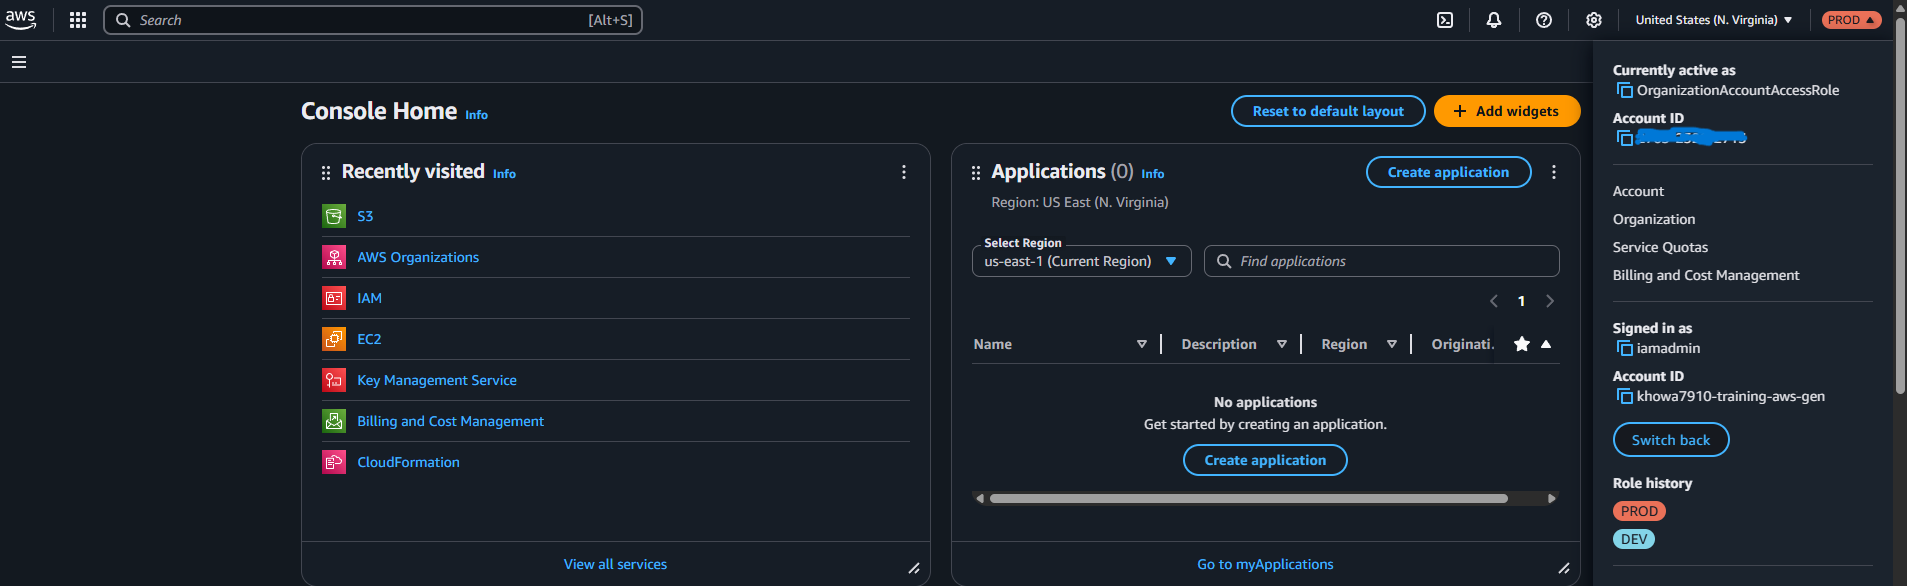 aws
Search [Alt+S]
United States (N. Virginia)
PROD
Console Home Info
Reset to default layout
+ Add widgets
Recently visited Info
S3
AWS Organizations
IAM
EC2
Key Management Service
Billing and Cost Management
CloudFormation
View all services
Applications (0) Info
Create application
Region: US East (N. Virginia)
Select Region
us-east-1 (Current Region)
Find applications
1
Name
Description
Region
Originati.
No applications
Get started by creating an application.
Create application
Go to myApplications
Currently active as
OrganizationAccountAccessRole
Account ID
Account
Organization
Service Quotas
Billing and Cost Management
Signed in as
iamadmin
Account ID
khowa7910-training-aws-gen
Switch back
Role history
PROD
DEV